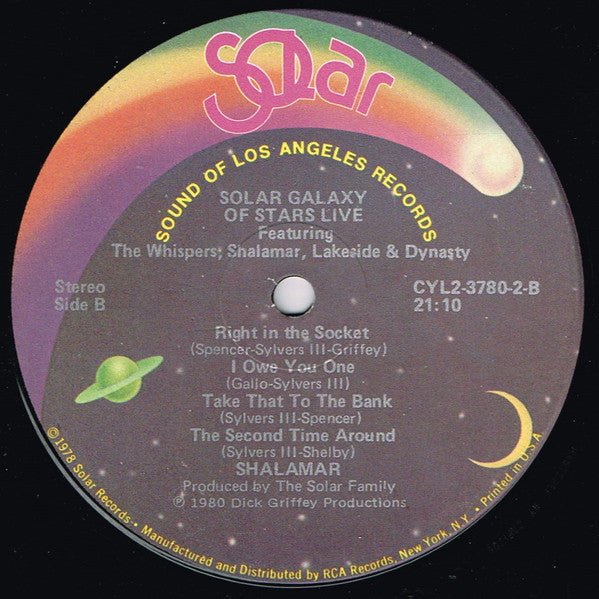 Solar
SOUND OF LOS ANGELES RECORDS
SOLAR GALAXY
OF STARS LIVE
Featuring
The Whispers, Shalamar, Lakeside & Dynasty
Stereo
Side B
CYL2-3780-2-B
21:10
Right in the Socket
(Spencer-Sylvers III-Griffey)
I Owe You One
(Gallo-Sylvers III)
Take That To The Bank
(Sylvers III-Spencer)
The Second Time Around
(Sylvers III-Shelby)
SHALAMAR
Produced by The Solar Family
℗ 1980 Dick Griffey Productions
©1978 Solar Records • Manufactured and Distributed by RCA Records, New York, N.Y. • Printed in U.S.A.